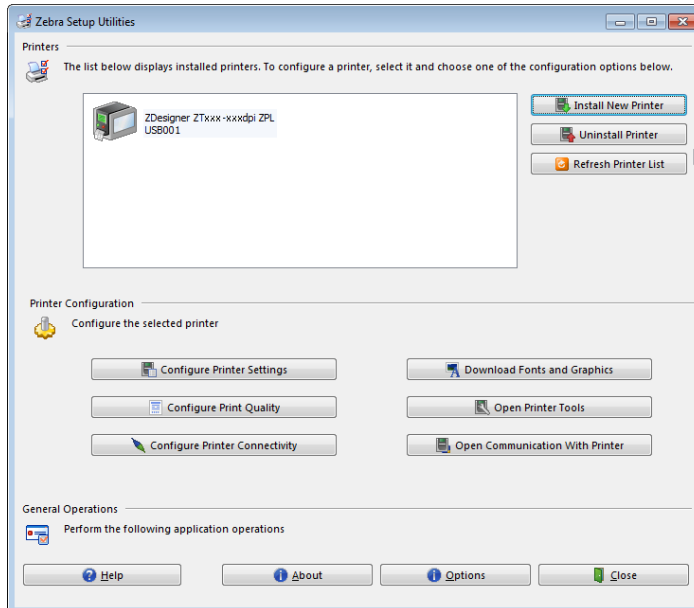 Zebra Setup Utilities
Printers
The list below displays installed printers. To configure a printer, select it and choose one of the configuration options below.
ZDesigner ZTxxx-xxxdpi ZPL
USB001
Install New Printer
Uninstall Printer
Refresh Printer List
Printer Configuration
Configure the selected printer
Configure Printer Settings
Download Fonts and Graphics
Configure Print Quality
Open Printer Tools
Configure Printer Connectivity
Open Communication With Printer
General Operations
Perform the following application operations
Help
About
Options
Close